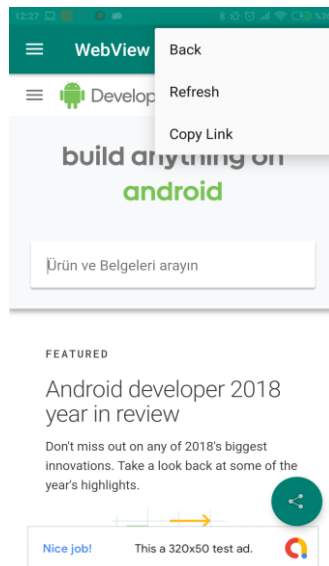 12:27
WebView
Back
Refresh
Copy Link
Develop
build anything on
android
Ürün ve Belgeleri arayın
FEATURED
Android developer 2018
year in review
Don't miss out on any of 2018's biggest
innovations. Take a look back at some of the
year's highlights.
Nice job!
This a 320x50 test ad.